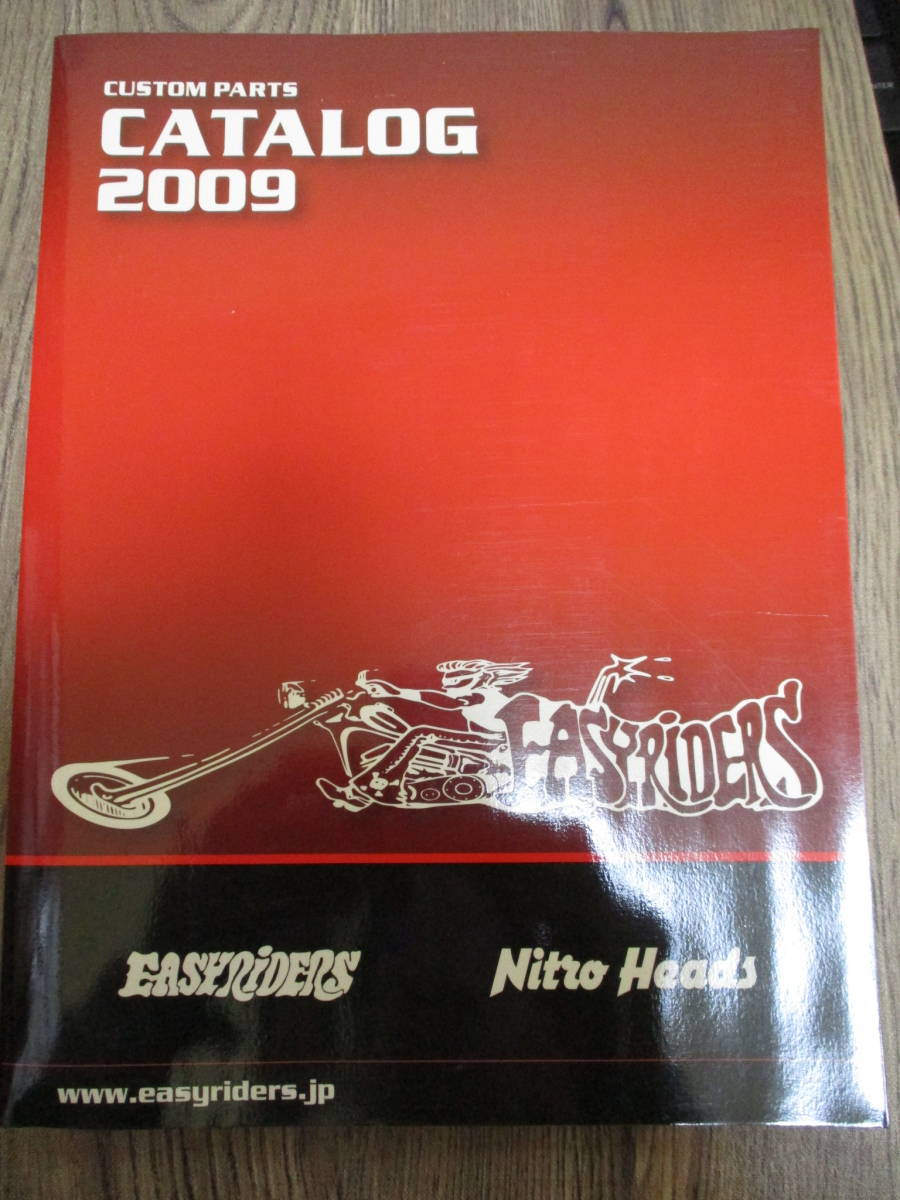 CUSTOM PARTS
CATALOG
2009
EASYRIDERS
EASYRIDERS
Nitro Heads
www.easyriders.jp